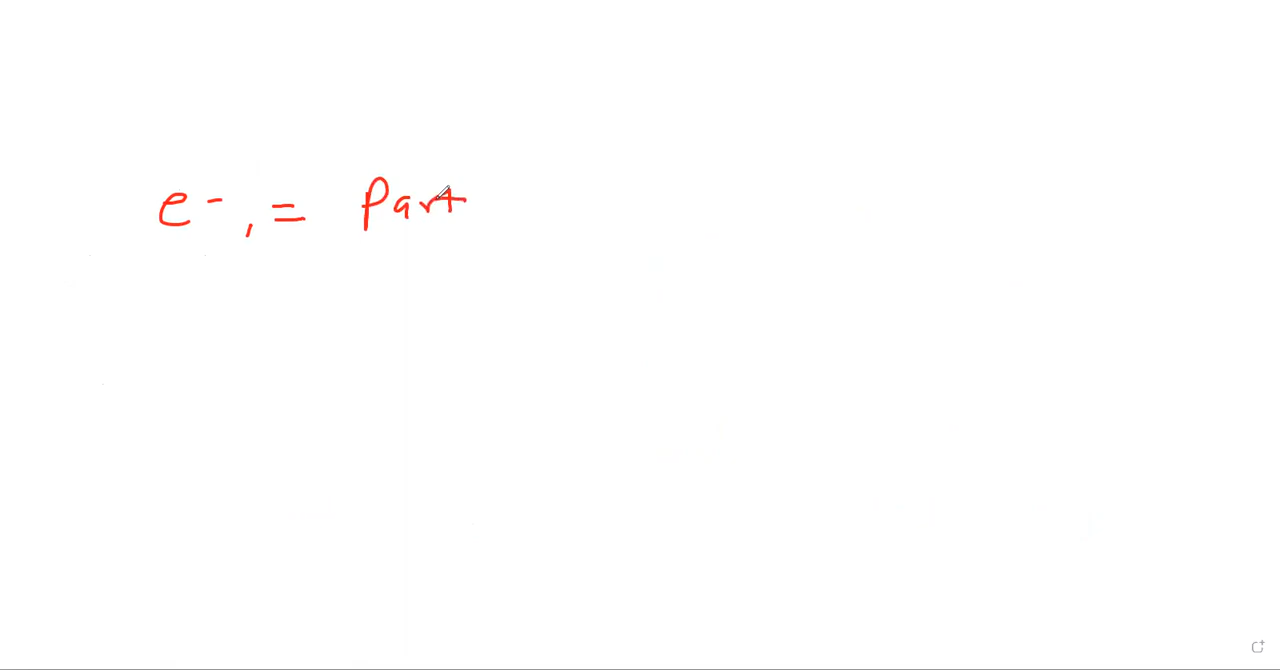 e-, = Part